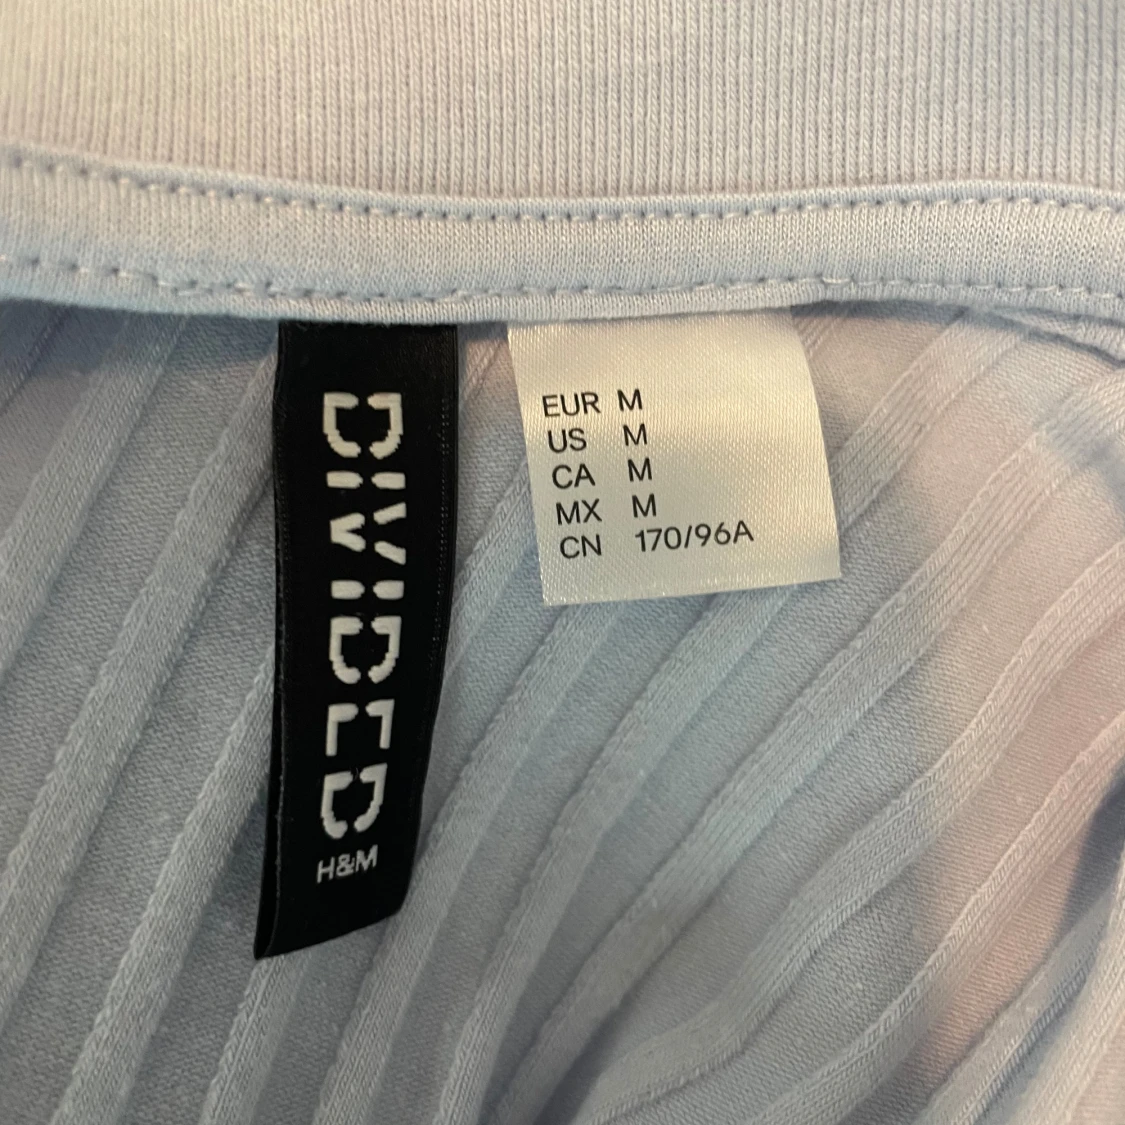 DIVIDED
H&M
EUR M
US M
CA M
MX M
CN 170/96A